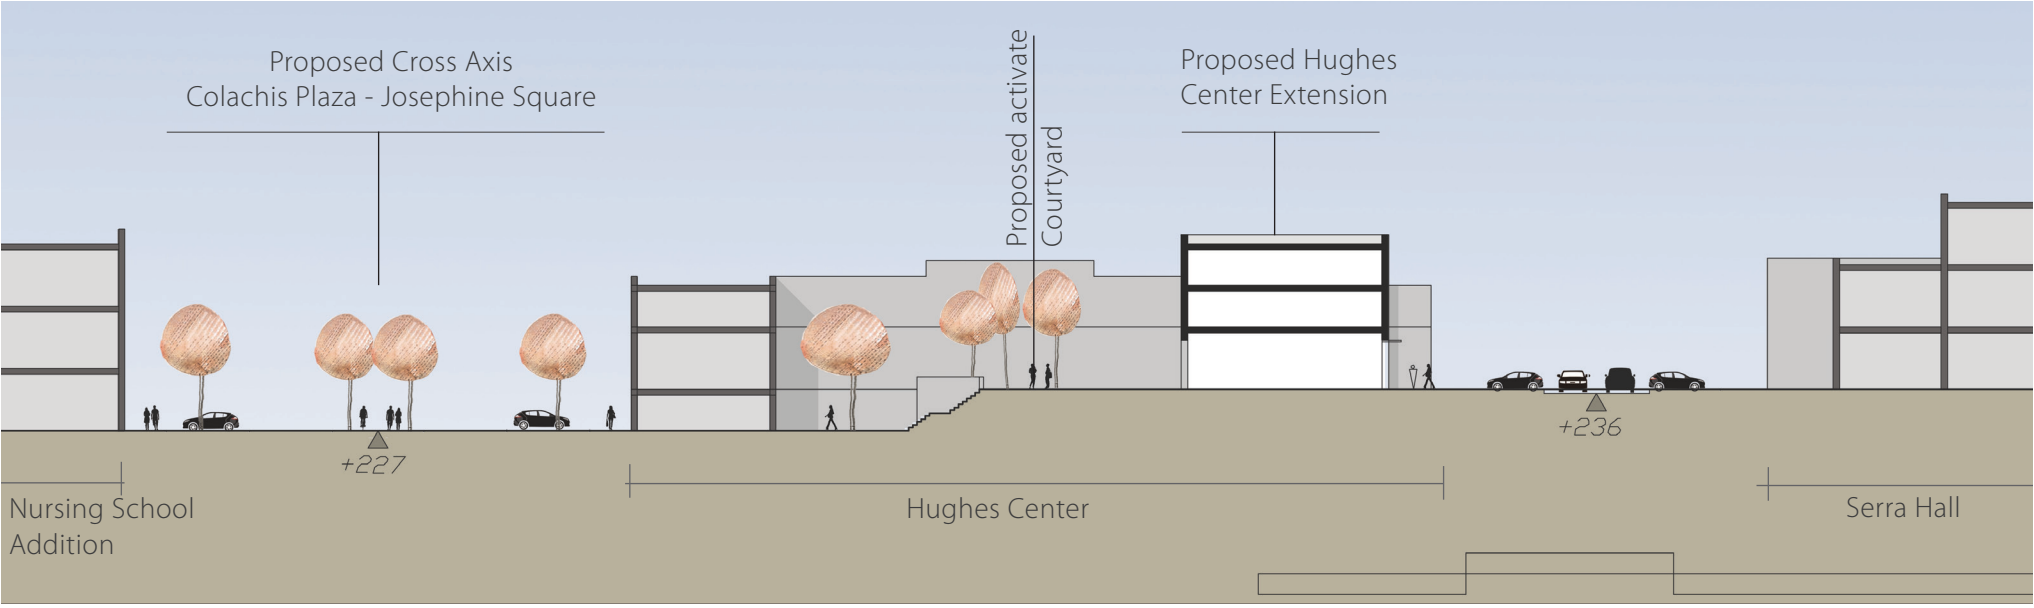 Proposed Cross Axis
Colachis Plaza - Josephine Square
Proposed activate
Courtyard
Proposed Hughes
Center Extension
+227
+236
Nursing School
Addition
Hughes Center
Serra Hall